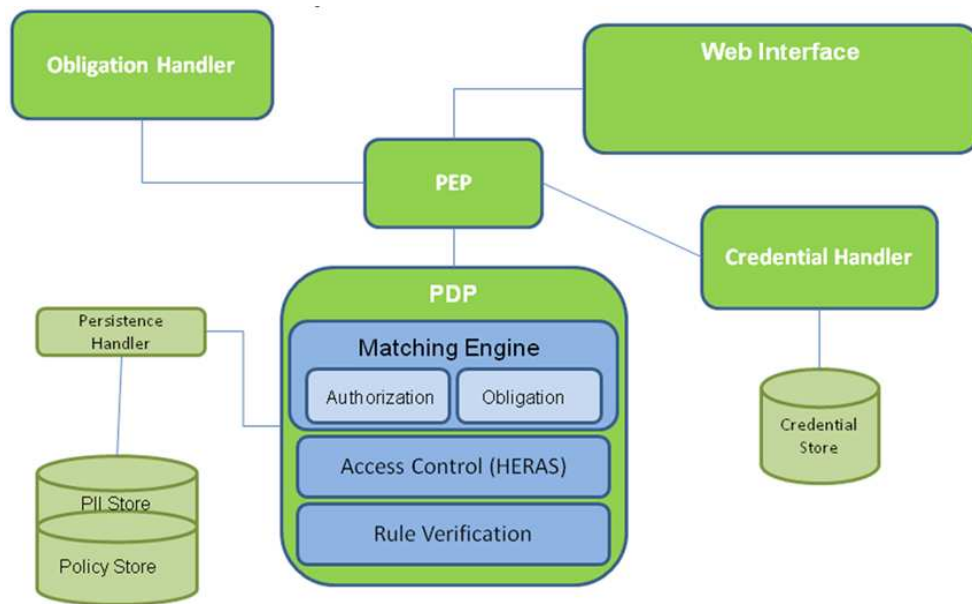 Obligation Handler
Web Interface
PEP
Credential Handler
PDP
Persistence
Handler
Matching Engine
Authorization
Obligation
Credential
Store
Access Control (HERAS)
PII Store
Rule Verification
Policy Store